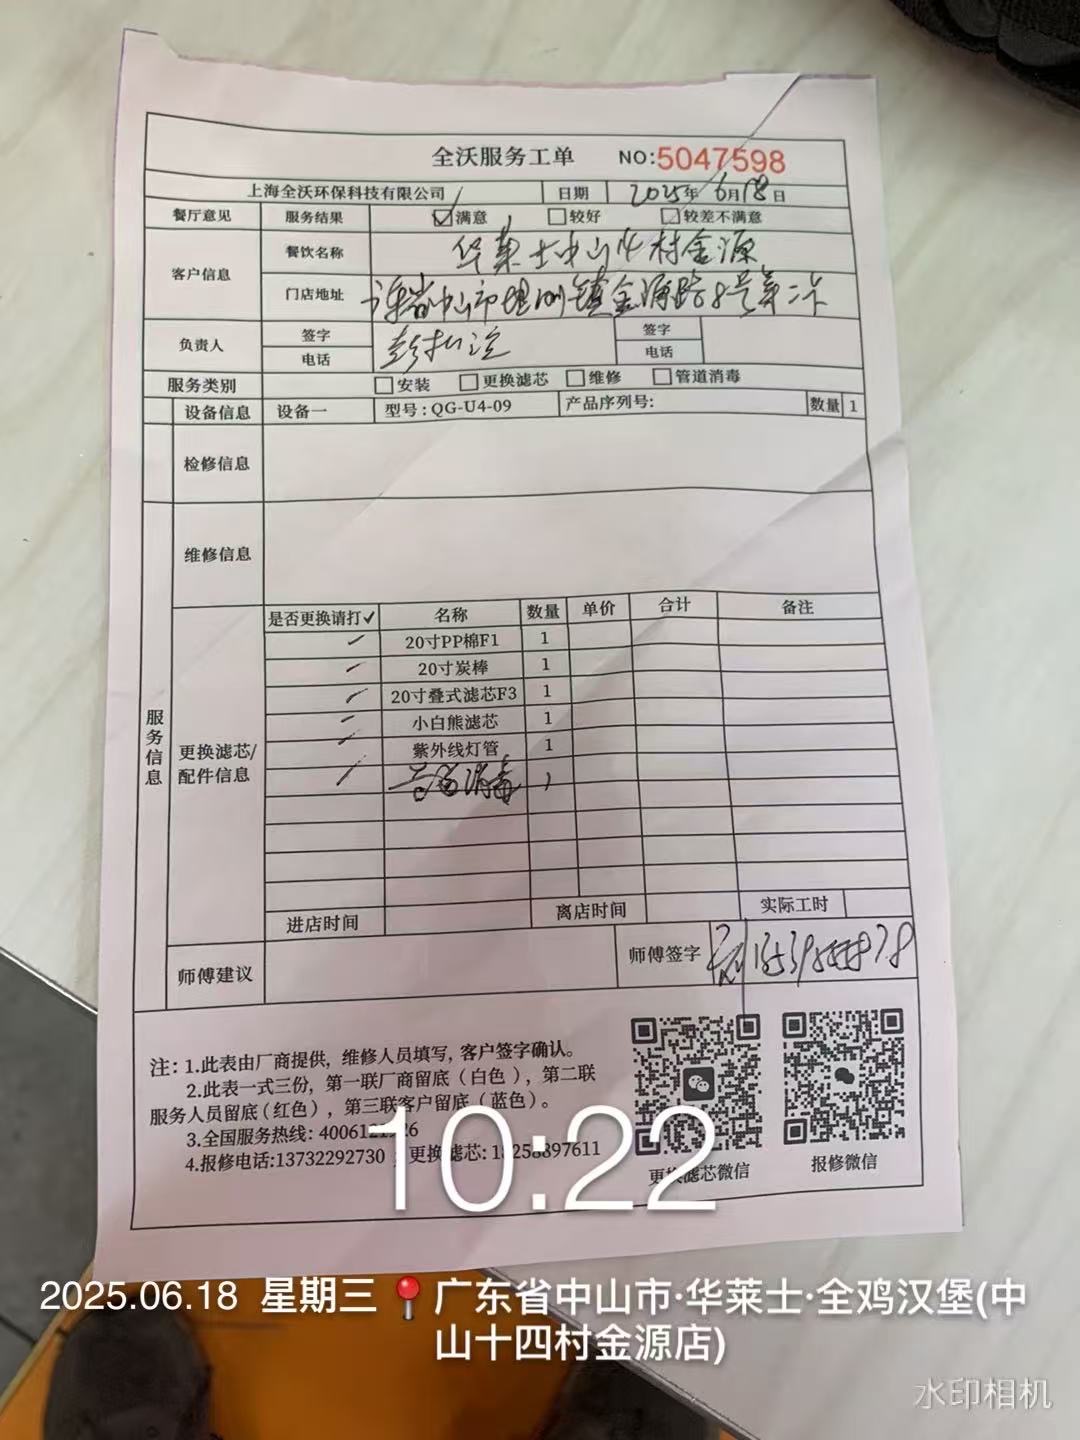 全沃服务工单 NO:5047598
上海全沃环保科技有限公司 日期 2025年6月18日
餐厅意见 服务结果 ☑满意 ☐较好 ☐较差不满意
客户信息 餐饮名称 华莱士中山 村金源
门店地址 中山市 镇金源路8号第二卡
负责人 签字 签字
电话 电话
服务类别 ☐安装 ☐更换滤芯 ☐维修 ☐管道消毒
设备信息 设备一 型号:QG-U4-09 产品序列号: 数量 1
检修信息
维修信息
服务信息
更换滤芯/配件信息
是否更换请打✓ 名称 数量 单价 合计 备注
20寸PP棉F1 1
20寸炭棒 1
20寸叠式滤芯F3 1
小白熊滤芯 1
紫外线灯管 1
消毒 1
进店时间 离店时间 实际工时
师傅建议 师傅签字
注:1.此表由厂商提供,维修人员填写,客户签字确认。
2.此表一式三份,第一联厂商留底(白色),第二联
服务人员留底(红色),第三联客户留底(蓝色)。
3.全国服务热线:
4.报修电话:13732292730 更换滤芯:
更换滤芯微信 报修微信
10:22
2025.06.18 星期三 广东省中山市·华莱士·全鸡汉堡(中
山十四村金源店)
水印相机